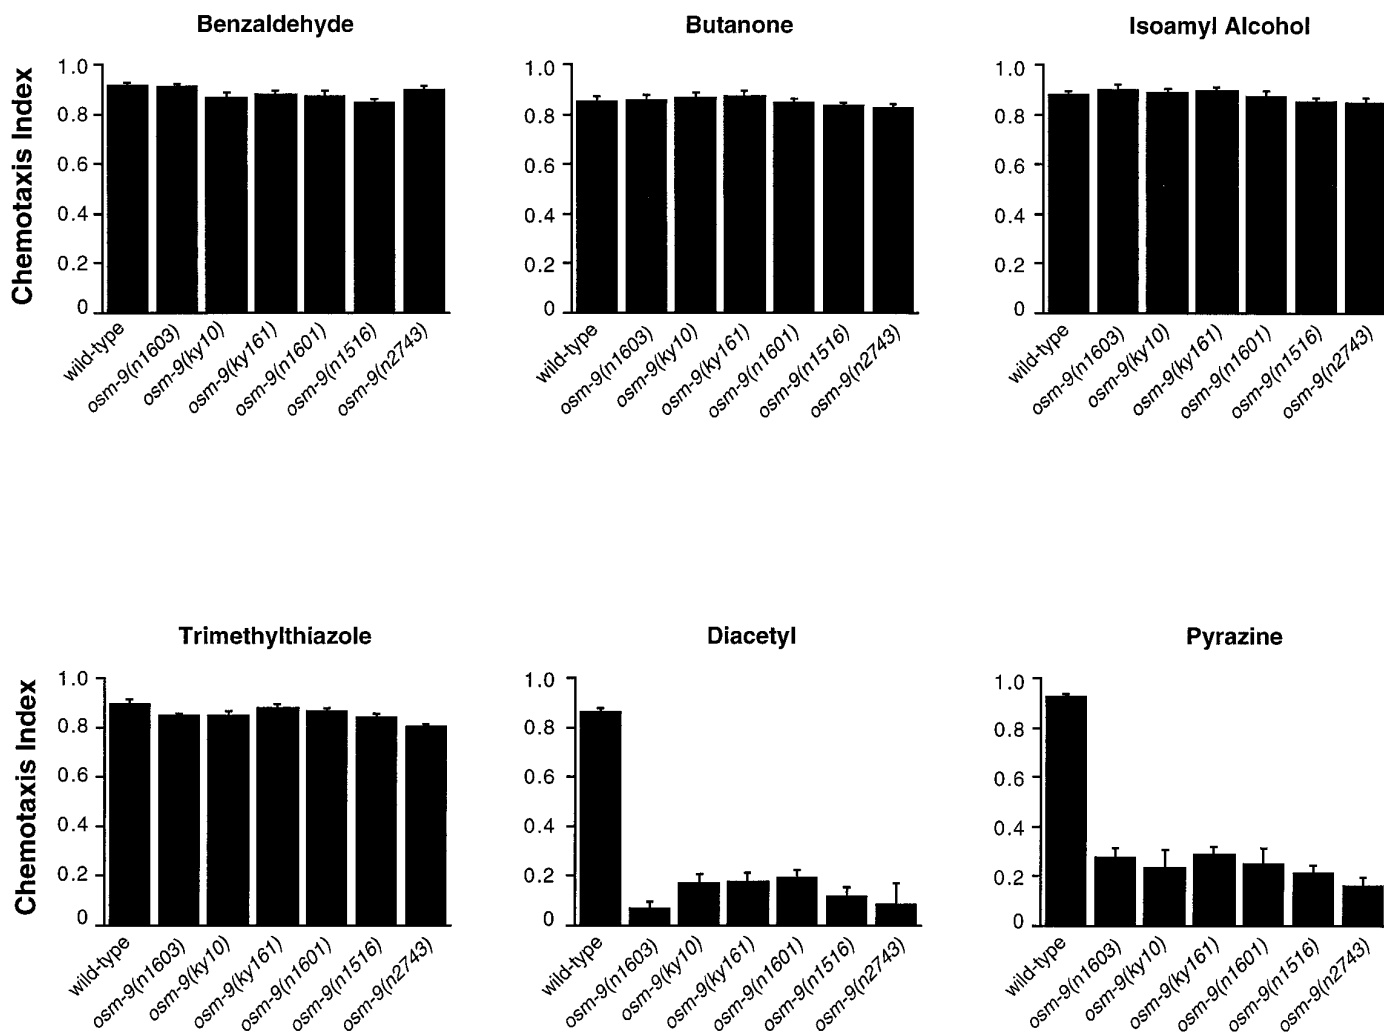 Benzaldehyde
Butanone
Isoamyl Alcohol
Chemotaxis Index
1.0
0.8
0.6
0.4
0.2
0
wild-type
osm-9(n1603)
osm-9(ky10)
osm-9(ky161)
osm-9(n1601)
osm-9(n1516)
osm-9(n2743)
1.0
0.8
0.6
0.4
0.2
0
wild-type
osm-9(n1603)
osm-9(ky10)
osm-9(ky161)
osm-9(n1601)
osm-9(n1516)
osm-9(n2743)
1.0
0.8
0.6
0.4
0.2
0
wild-type
osm-9(n1603)
osm-9(ky10)
osm-9(ky161)
osm-9(n1601)
osm-9(n1516)
osm-9(n2743)
Trimethylthiazole
Diacetyl
Pyrazine
Chemotaxis Index
1.0
0.8
0.6
0.4
0.2
0
wild-type
osm-9(n1603)
osm-9(ky10)
osm-9(ky161)
osm-9(n1601)
osm-9(n1516)
osm-9(n2743)
1.0
0.8
0.6
0.4
0.2
0
wild-type
osm-9(n1603)
osm-9(ky10)
osm-9(ky161)
osm-9(n1601)
osm-9(n1516)
osm-9(n2743)
1.0
0.8
0.6
0.4
0.2
0
wild-type
osm-9(n1603)
osm-9(ky10)
osm-9(ky161)
osm-9(n1601)
osm-9(n1516)
osm-9(n2743)